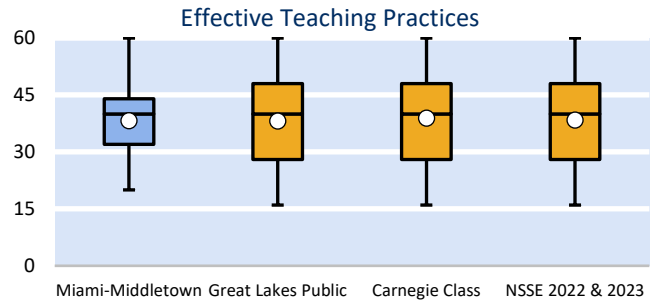 Effective Teaching Practices
60
45
30
15
0
Miami-Middletown Great Lakes Public Carnegie Class NSSE 2022 & 2023